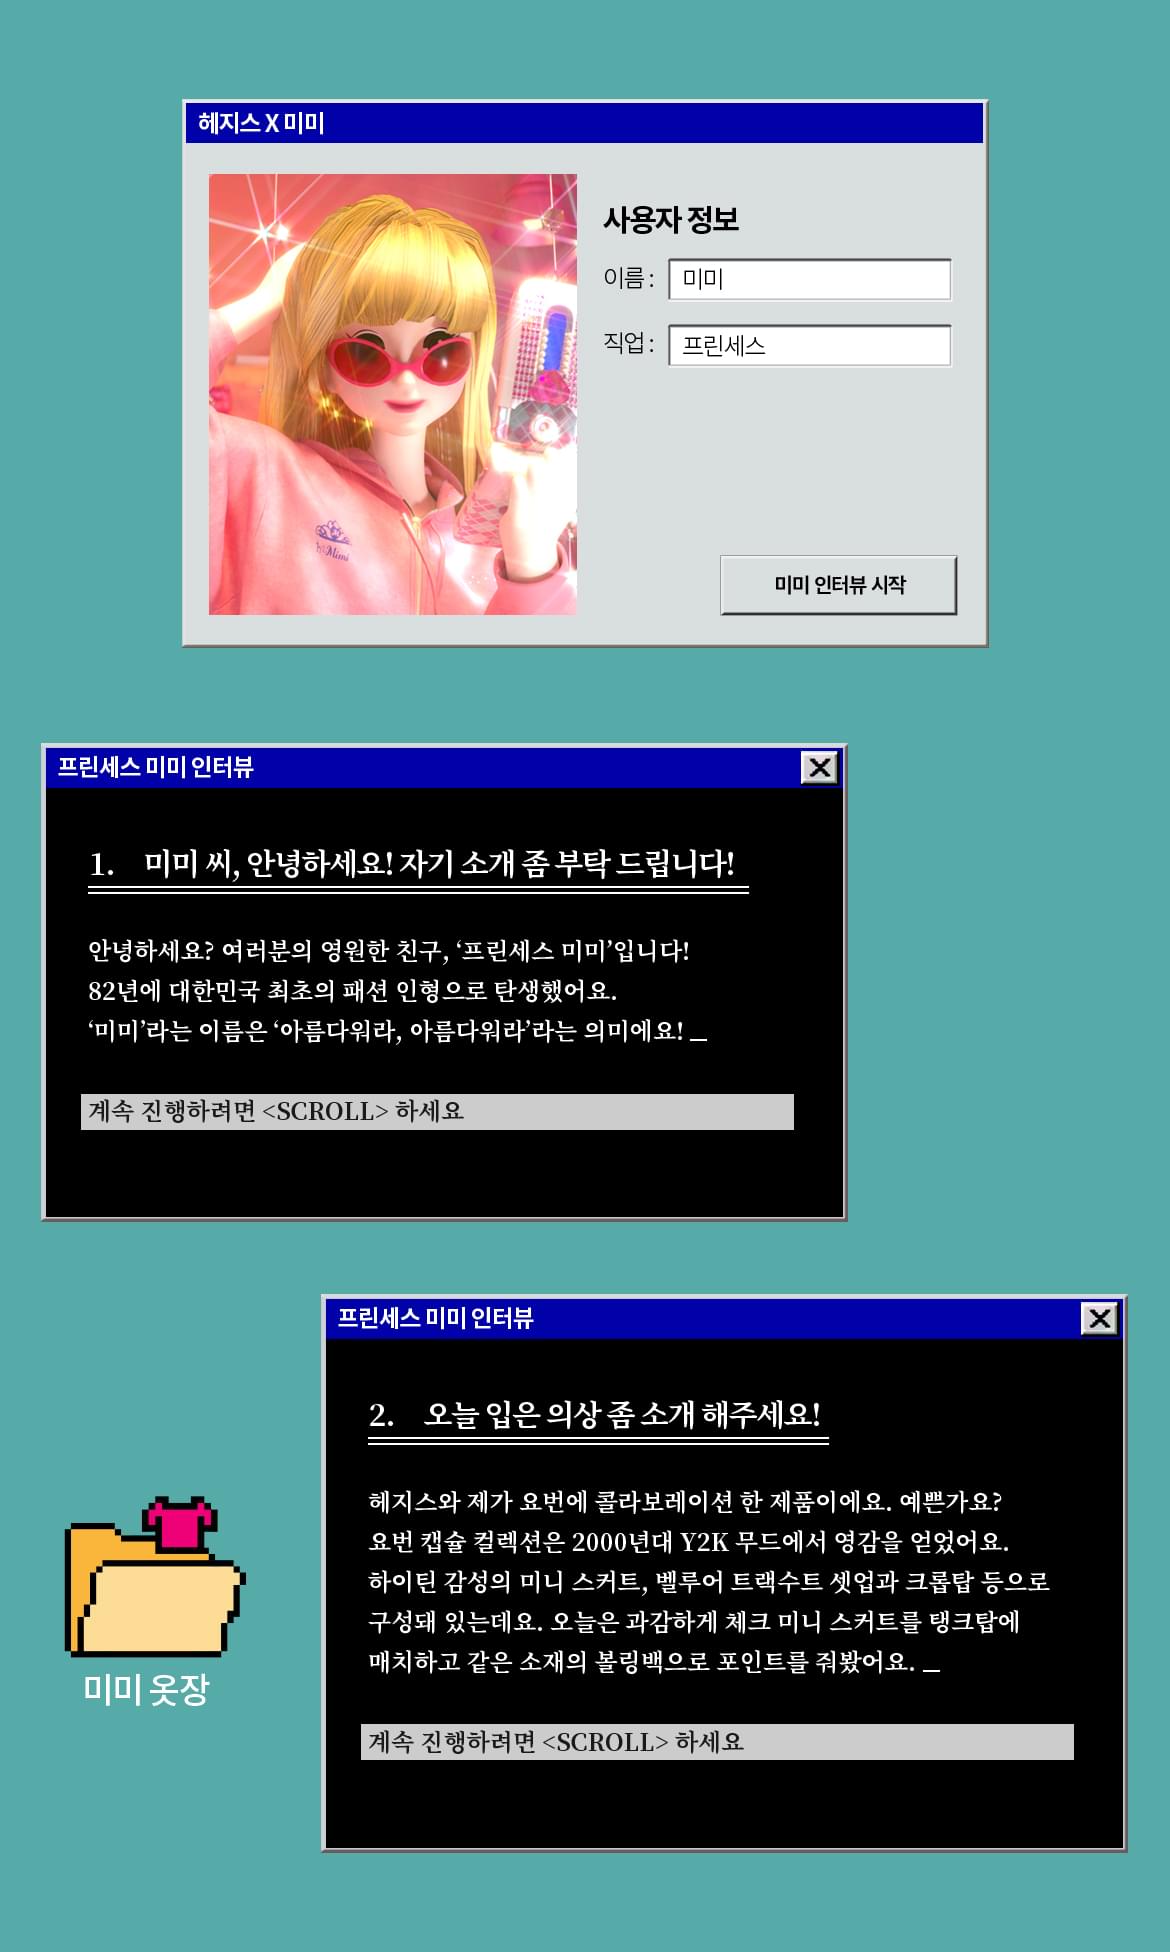 헤지스 X 미미
사용자 정보
이름 : 미미
직업 : 프린세스
Mimi
미미 인터뷰 시작
프린세스 미미 인터뷰
1. 미미 씨, 안녕하세요! 자기 소개 좀 부탁 드립니다!
안녕하세요? 여러분의 영원한 친구, ‘프린세스 미미’입니다!
82년에 대한민국 최초의 패션 인형으로 탄생했어요.
‘미미’라는 이름은 ‘아름다워라, 아름다워라’라는 의미에요! _
계속 진행하려면 <SCROLL> 하세요
프린세스 미미 인터뷰
2. 오늘 입은 의상 좀 소개 해주세요!
헤지스와 제가 요번에 콜라보레이션 한 제품이에요. 예쁜가요?
요번 캡슐 컬렉션은 2000년대 Y2K 무드에서 영감을 얻었어요.
하이틴 감성의 미니 스커트, 벨루어 트랙수트 셋업과 크롭탑 등으로
구성돼 있는데요. 오늘은 과감하게 체크 미니 스커트를 탱크탑에
매치하고 같은 소재의 볼링백으로 포인트를 줘봤어요. _
계속 진행하려면 <SCROLL> 하세요
미미 옷장